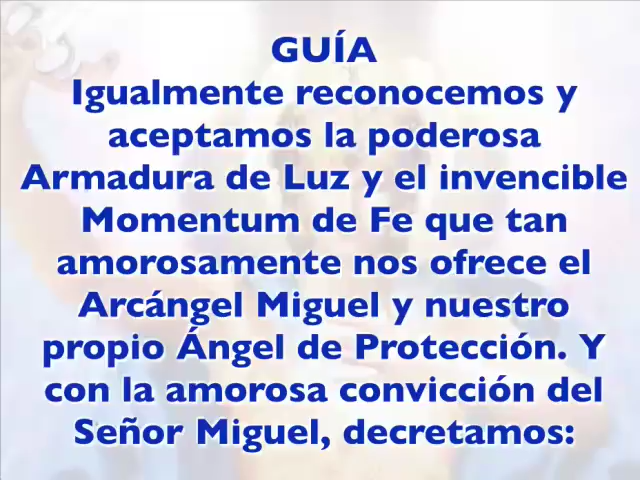 GUÍA
Igualmente reconocemos y
aceptamos la poderosa
Armadura de Luz y el invencible
Momentum de Fe que tan
amorosamente nos ofrece el
Arcángel Miguel y nuestro
propio Ángel de Protección. Y
con la amorosa convicción del
Señor Miguel, decretamos: